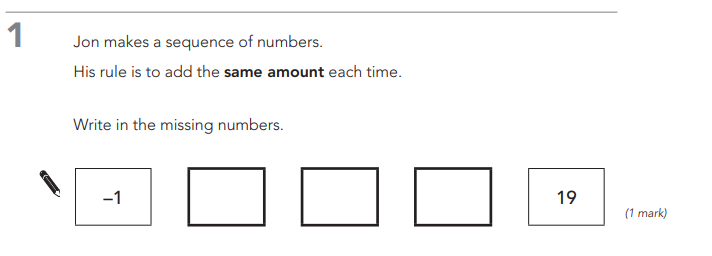 1
Jon makes a sequence of numbers.
His rule is to add the same amount each time.
Write in the missing numbers.
–1 19
(1 mark)